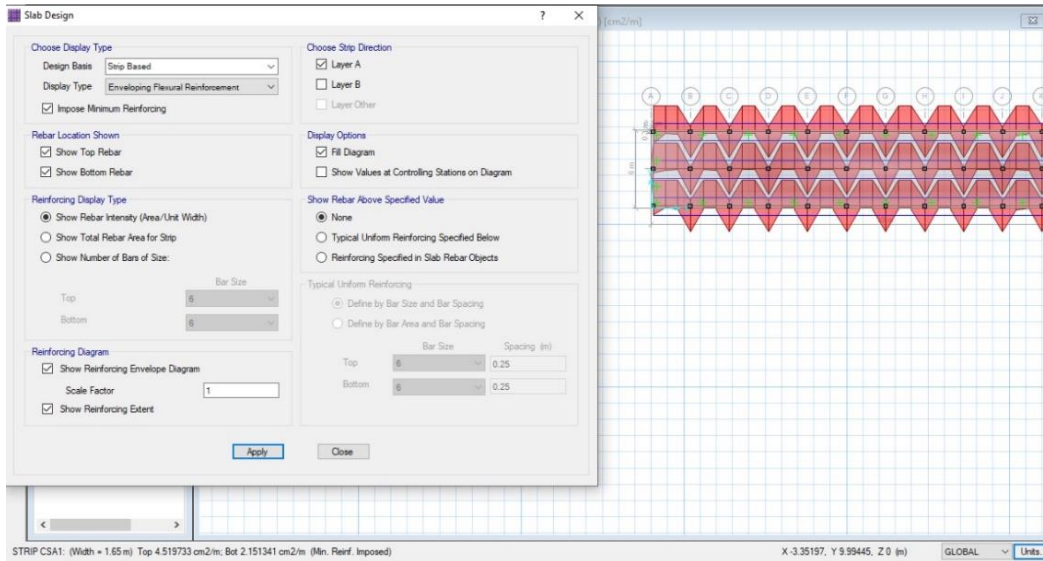 Slab Design
? ×
) [cm2/m]
Choose Display Type
Design Basis Strip Based
Display Type Enveloping Flexural Reinforcement
Impose Minimum Reinforcing
Rebar Location Shown
Show Top Rebar
Show Bottom Rebar
Reinforcing Display Type
Show Rebar Intensity (Area/Unit Width)
Show Total Rebar Area for Strip
Show Number of Bars of Size:
Bar Size
Top 6
Bottom 6
Reinforcing Diagram
Show Reinforcing Envelope Diagram
Scale Factor 1
Show Reinforcing Extent
Choose Strip Direction
Layer A
Layer B
Layer Other
Display Options
Fill Diagram
Show Values at Controlling Stations on Diagram
Show Rebar Above Specified Value
None
Typical Uniform Reinforcing Specified Below
Reinforcing Specified in Slab Rebar Objects
Typical Uniform Reinforcing
Define by Bar Size and Bar Spacing
Define by Bar Area and Bar Spacing
Bar Size Spacing (m)
Top 6 0.25
Bottom 6 0.25
Apply Close
A B C D E F G H I J K
STRIP CSA1: (Width = 1.65 m) Top 4.519733 cm2/m; Bot 2.151341 cm2/m (Min. Reinf. Imposed)
X -3.35197, Y 9.99445, Z 0 (m) GLOBAL Units.